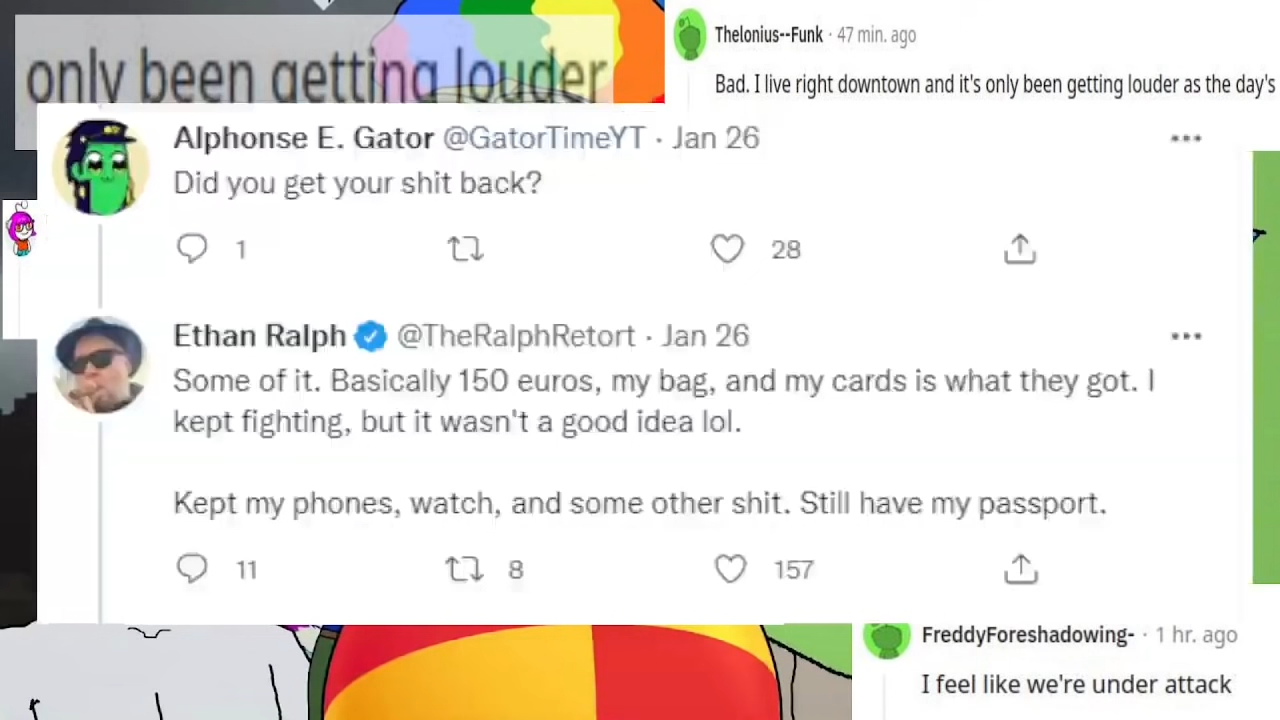 only been getting louder
Thelonius--Funk · 47 min. ago
Bad. I live right downtown and it's only been getting louder as the day's
Alphonse E. Gator @GatorTimeYT · Jan 26
Did you get your shit back?
1
28
Ethan Ralph @TheRalphRetort · Jan 26
Some of it. Basically 150 euros, my bag, and my cards is what they got. I
kept fighting, but it wasn't a good idea lol.
Kept my phones, watch, and some other shit. Still have my passport.
11
8
157
FreddyForeshadowing- · 1 hr. ago
I feel like we're under attack